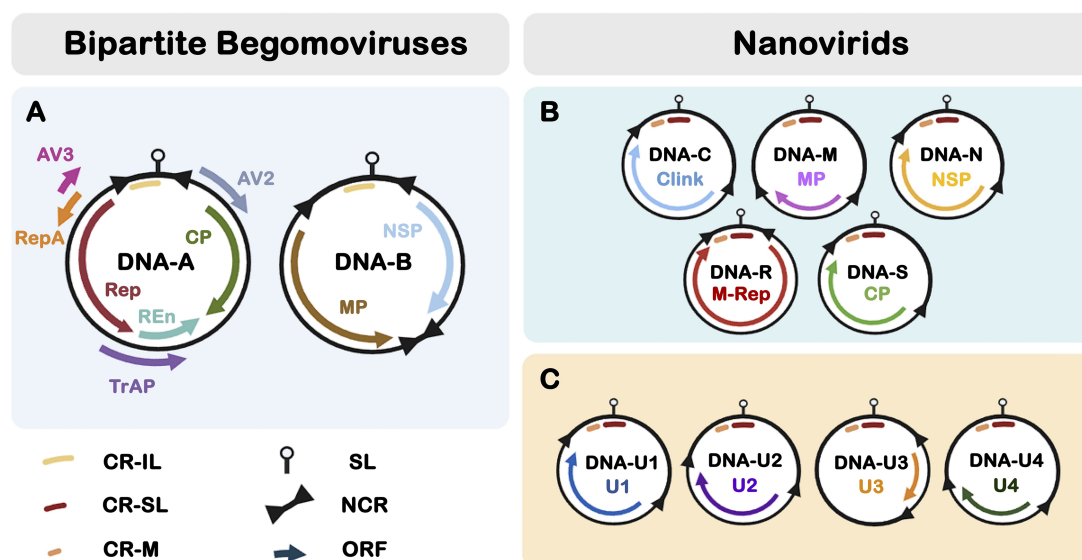 Bipartite Begomoviruses
Nanovirids
A
AV3
AV2
RepA
CP
DNA-A
Rep
REn
TrAP
NSP
DNA-B
MP
B
DNA-C
Clink
DNA-M
MP
DNA-N
NSP
DNA-R
M-Rep
DNA-S
CP
C
DNA-U1
U1
DNA-U2
U2
DNA-U3
U3
DNA-U4
U4
CR-IL
SL
CR-SL
NCR
CR-M
ORF